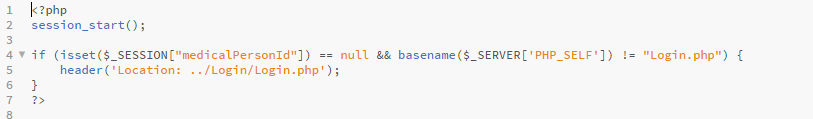 1 <?php
2 session_start();
3
4 if (isset($_SESSION["medicalPersonId"]) == null && basename($_SERVER['PHP_SELF']) != "Login.php") {
5     header('Location: ../Login/Login.php');
6 }
7 ?>
8